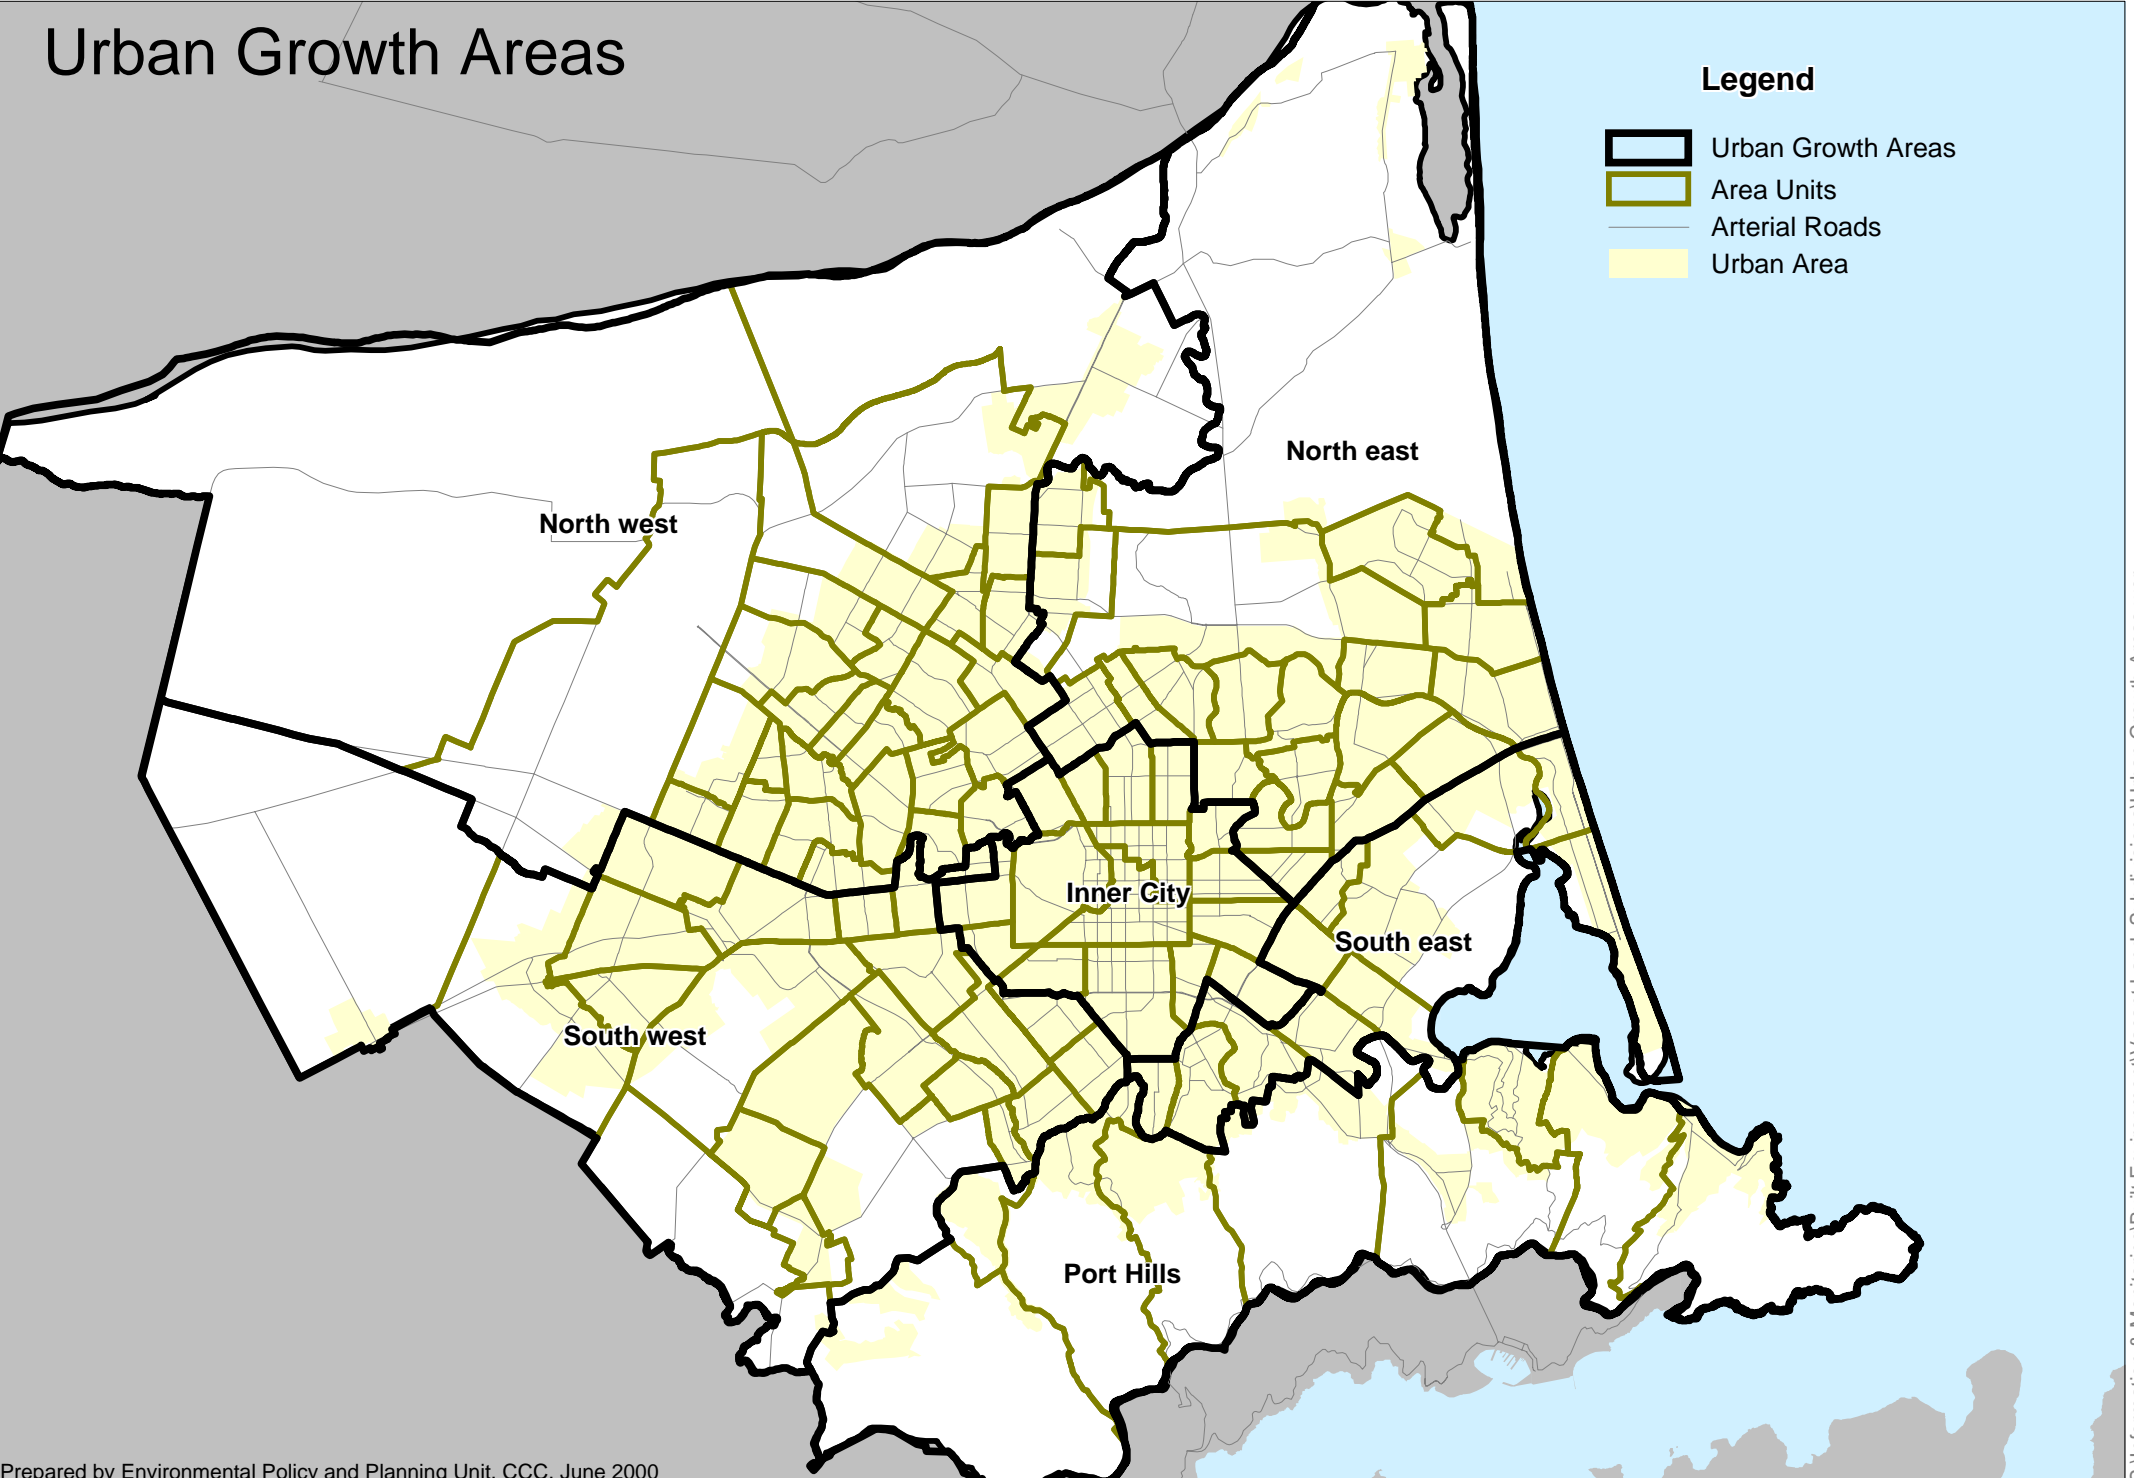 Urban Growth Areas
Legend
Urban Growth Areas
Area Units
Arterial Roads
Urban Area
North east
North west
Inner City
South east
South west
Port Hills
Prepared by Environmental Policy and Planning Unit, CCC, June 2000